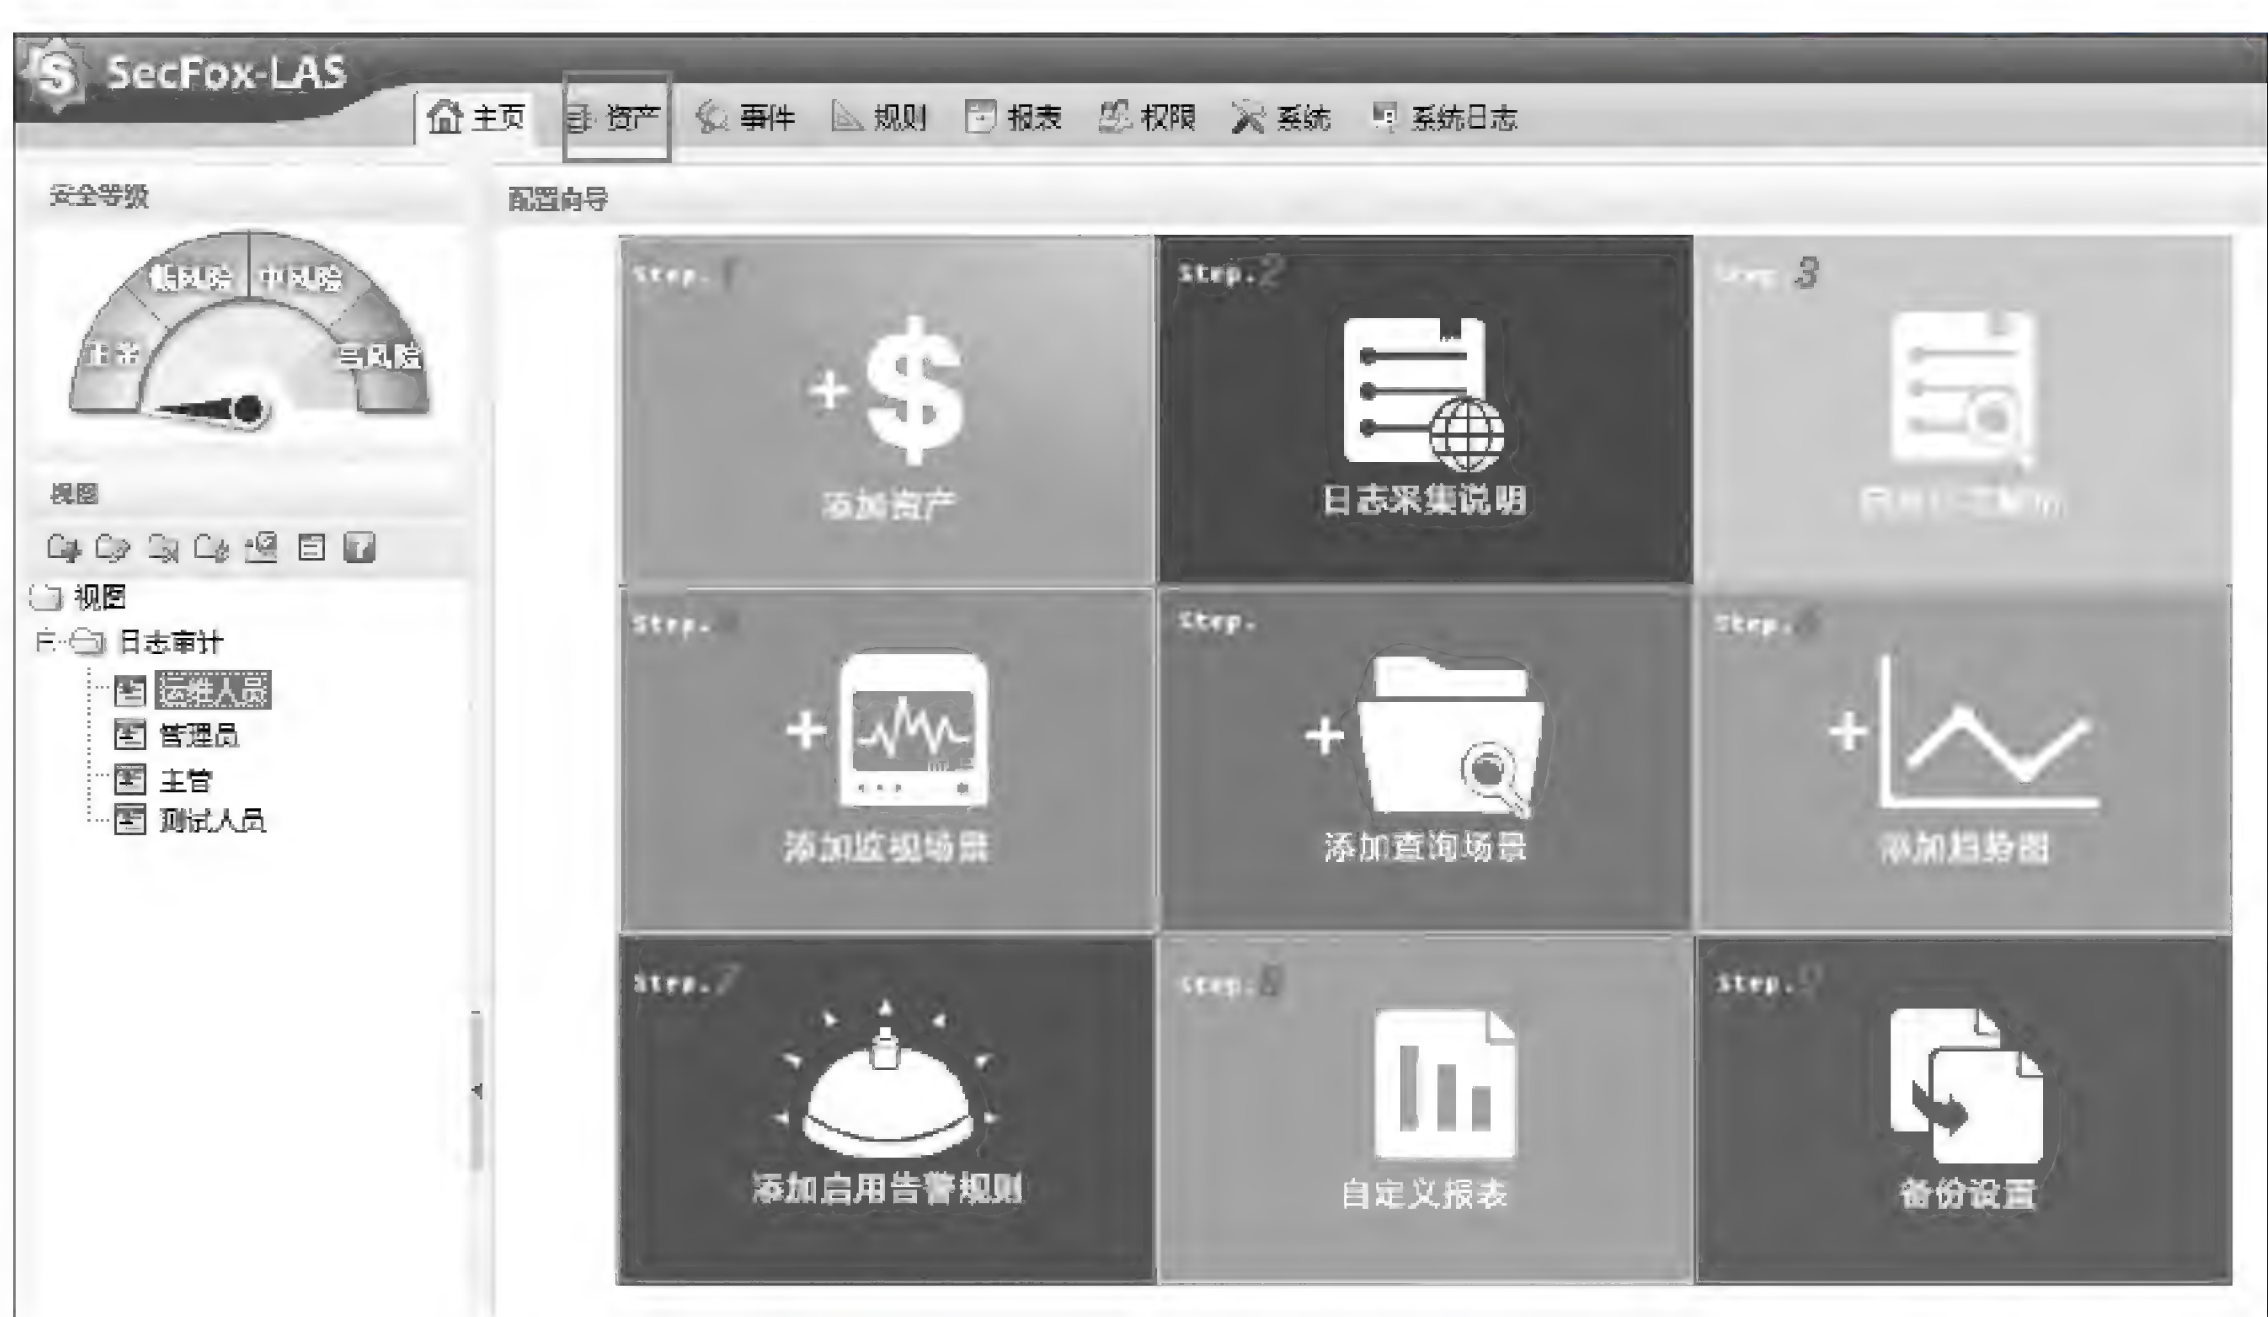 SecFox-LAS
主页 资产 事件 规则 报表 权限 系统 系统日志
安全等级
配置向导
低风险 中风险
正常 高风险
Step.1 Step.2 Step.3
添加资产 日志采集说明
视图
视图
日志审计
运维人员
管理员
主管
测试人员
Step. Step. Step.
添加监视场景 添加查询场景 添加趋势图
Step.7 Step.8 Step.9
添加启用告警规则 自定义报表 备份设置